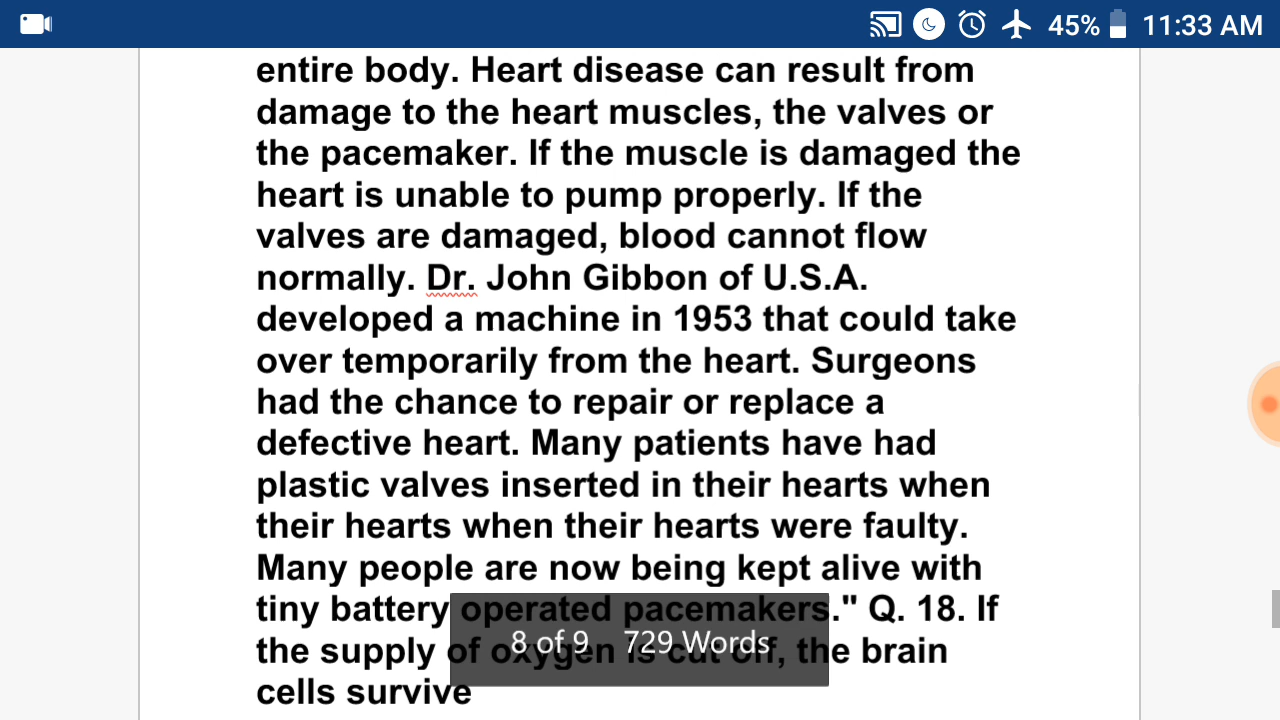 45% 11:33 AM
entire body. Heart disease can result from
damage to the heart muscles, the valves or
the pacemaker. If the muscle is damaged the
heart is unable to pump properly. If the
valves are damaged, blood cannot flow
normally. Dr. John Gibbon of U.S.A.
developed a machine in 1953 that could take
over temporarily from the heart. Surgeons
had the chance to repair or replace a
defective heart. Many patients have had
plastic valves inserted in their hearts when
their hearts when their hearts were faulty.
Many people are now being kept alive with
tiny battery operated pacemakers." Q. 18. If
the supply of oxygen is cut off, the brain
8 of 9 729 Words
cells survive